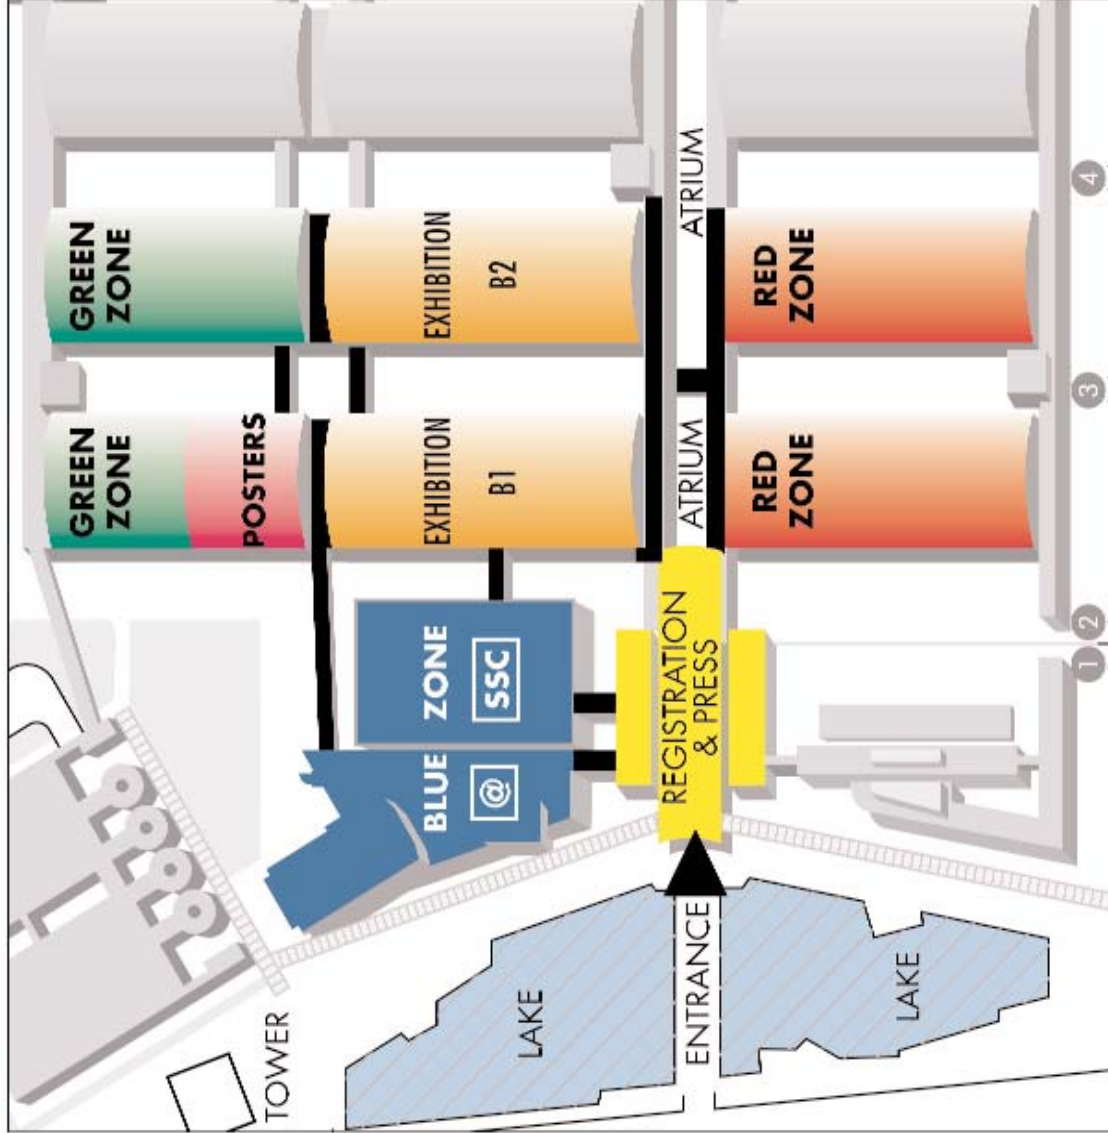 GREEN
ZONE
POSTERS
GREEN
ZONE
EXHIBITION
B1
EXHIBITION
B2
BLUE ZONE
@
SSC
REGISTRATION
& PRESS
ATRIUM
ATRIUM
RED
ZONE
RED
ZONE
TOWER
LAKE
ENTRANCE
LAKE
1
2
3
4